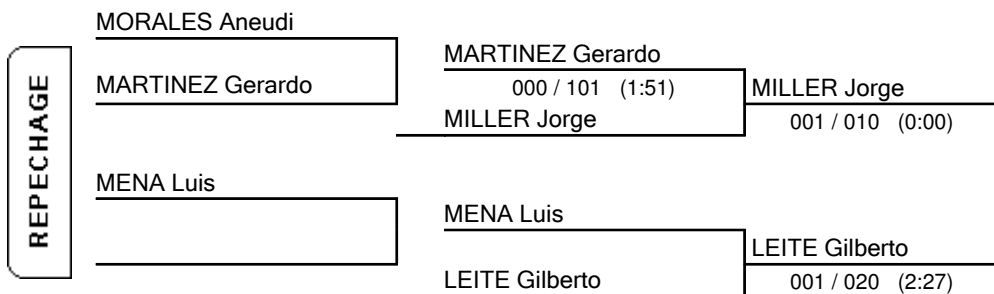 REPECHAGE
MORALES Aneudi
MARTINEZ Gerardo
MARTINEZ Gerardo
000 / 101 (1:51)
MILLER Jorge
MILLER Jorge
001 / 010 (0:00)
MENA Luis
MENA Luis
LEITE Gilberto
LEITE Gilberto
001 / 020 (2:27)